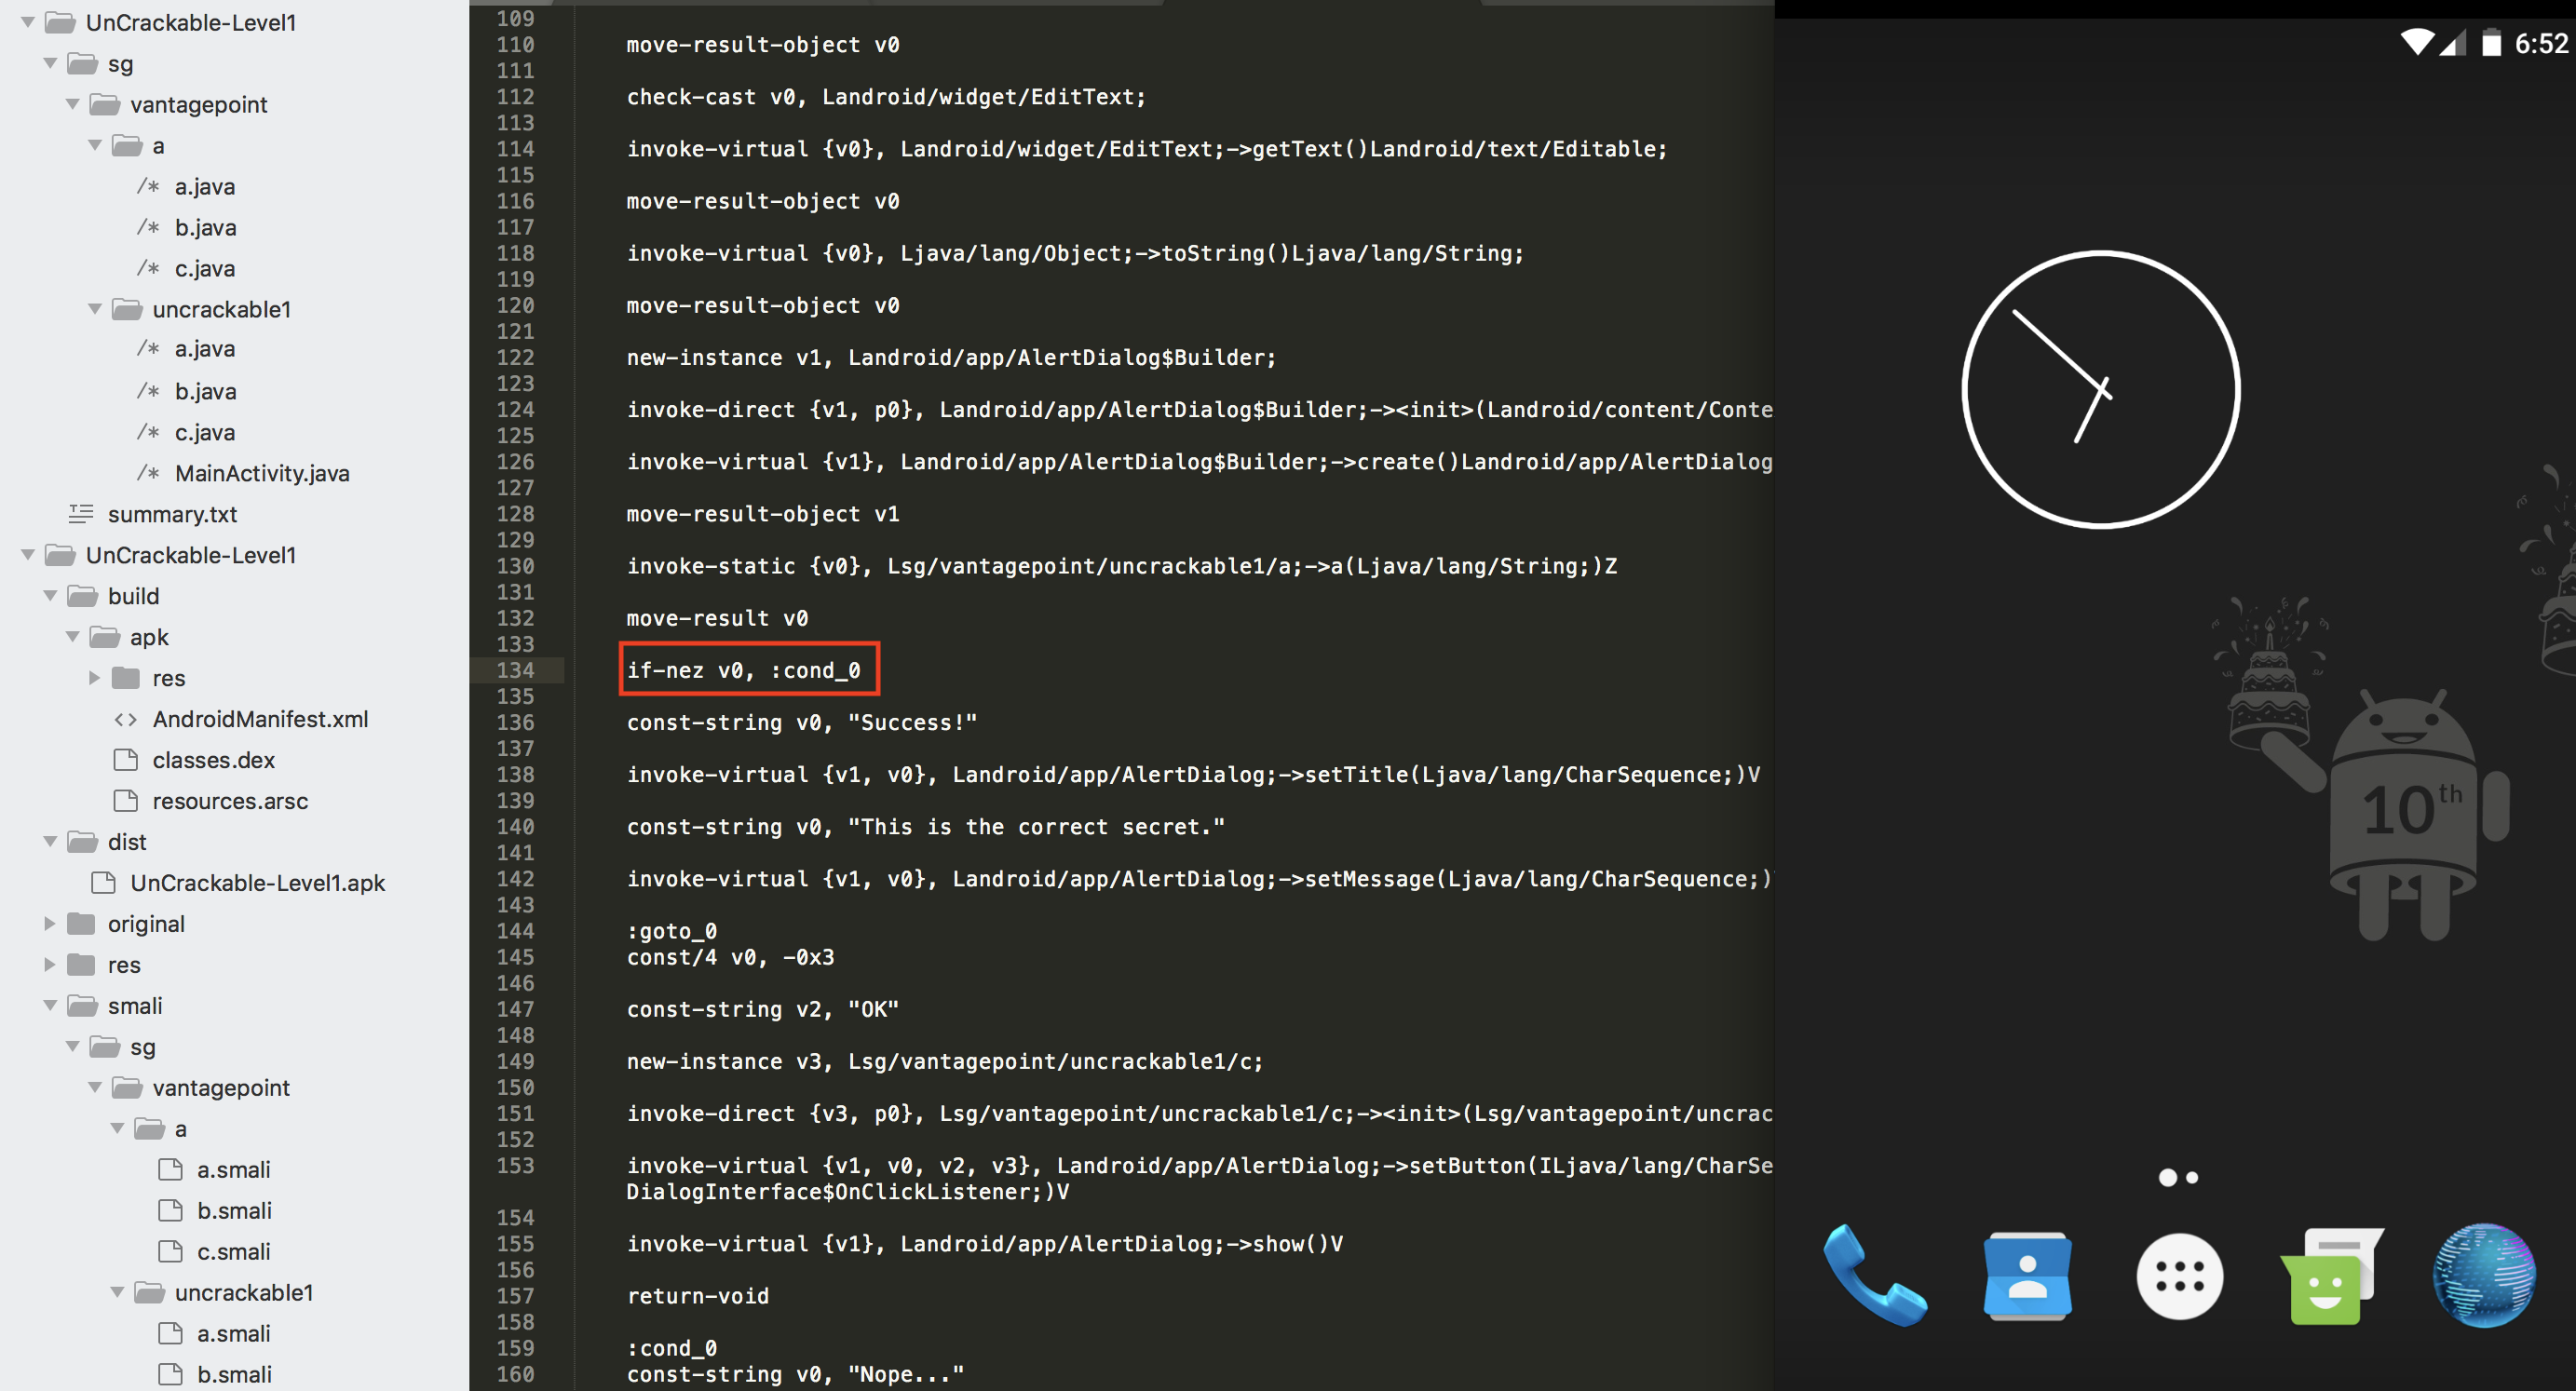 UnCrackable-Level1
sg
vantagepoint
a
/* a.java
/* b.java
/* c.java
uncrackable1
/* a.java
/* b.java
/* c.java
/* MainActivity.java
summary.txt
UnCrackable-Level1
build
apk
res
<> AndroidManifest.xml
classes.dex
resources.arsc
dist
UnCrackable-Level1.apk
original
res
smali
sg
vantagepoint
a
a.smali
b.smali
c.smali
uncrackable1
a.smali
b.smali
109
110 move-result-object v0
111
112 check-cast v0, Landroid/widget/EditText;
113
114 invoke-virtual {v0}, Landroid/widget/EditText;->getText()Landroid/text/Editable;
115
116 move-result-object v0
117
118 invoke-virtual {v0}, Ljava/lang/Object;->toString()Ljava/lang/String;
119
120 move-result-object v0
121
122 new-instance v1, Landroid/app/AlertDialog$Builder;
123
124 invoke-direct {v1, p0}, Landroid/app/AlertDialog$Builder;-><init>(Landroid/content/Conte
125
126 invoke-virtual {v1}, Landroid/app/AlertDialog$Builder;->create()Landroid/app/AlertDialog
127
128 move-result-object v1
129
130 invoke-static {v0}, Lsg/vantagepoint/uncrackable1/a;->a(Ljava/lang/String;)Z
131
132 move-result v0
133
134 if-nez v0, :cond_0
135
136 const-string v0, "Success!"
137
138 invoke-virtual {v1, v0}, Landroid/app/AlertDialog;->setTitle(Ljava/lang/CharSequence;)V
139
140 const-string v0, "This is the correct secret."
141
142 invoke-virtual {v1, v0}, Landroid/app/AlertDialog;->setMessage(Ljava/lang/CharSequence;)
143
144 :goto_0
145 const/4 v0, -0x3
146
147 const-string v2, "OK"
148
149 new-instance v3, Lsg/vantagepoint/uncrackable1/c;
150
151 invoke-direct {v3, p0}, Lsg/vantagepoint/uncrackable1/c;-><init>(Lsg/vantagepoint/uncrac
152
153 invoke-virtual {v1, v0, v2, v3}, Landroid/app/AlertDialog;->setButton(ILjava/lang/CharSe
DialogInterface$OnClickListener;)V
154
155 invoke-virtual {v1}, Landroid/app/AlertDialog;->show()V
156
157 return-void
158
159 :cond_0
160 const-string v0, "Nope..."
6:52
10th